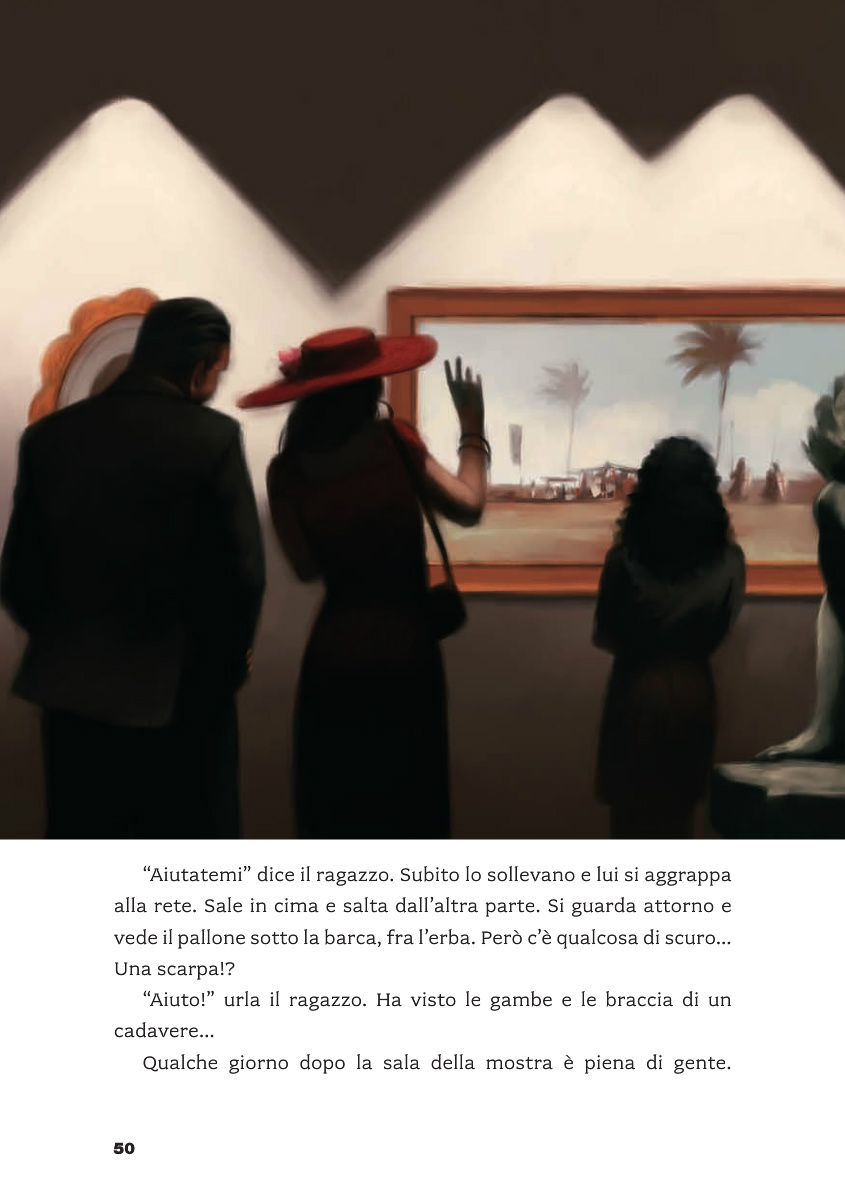 “Aiutatemi” dice il ragazzo. Subito lo sollevano e lui si aggrappa
alla rete. Sale in cima e salta dall’altra parte. Si guarda attorno e
vede il pallone sotto la barca, fra l’erba. Però c’è qualcosa di scuro...
Una scarpa!?
“Aiuto!” urla il ragazzo. Ha visto le gambe e le braccia di un
cadavere...
Qualche giorno dopo la sala della mostra è piena di gente.
50